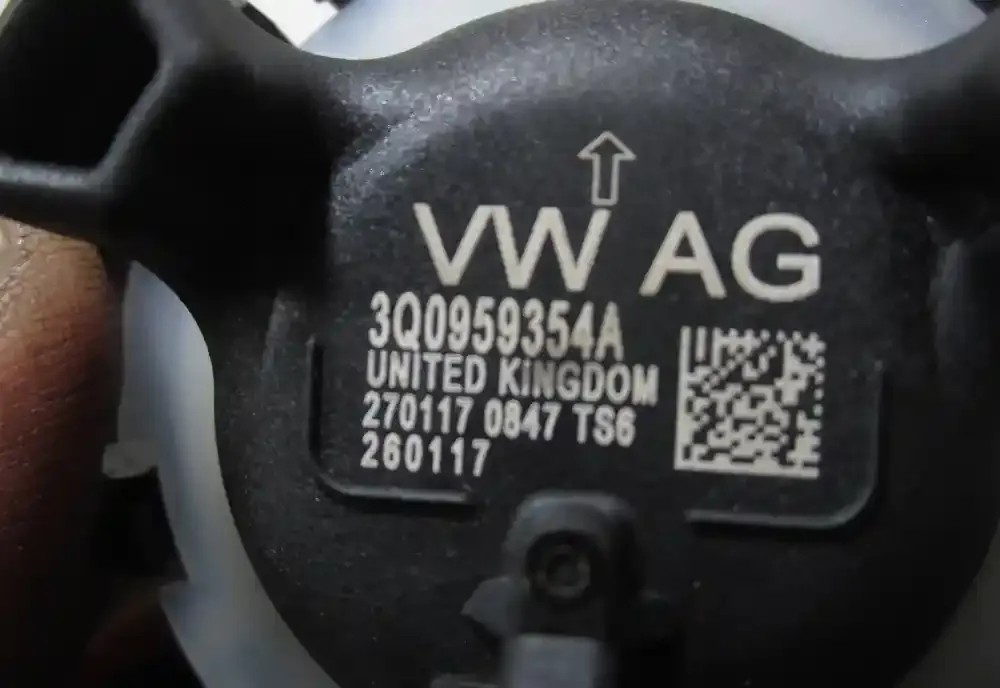 VW AG
3Q0959354A
UNITED KiNGDOM
270117 0847 TS6
260117